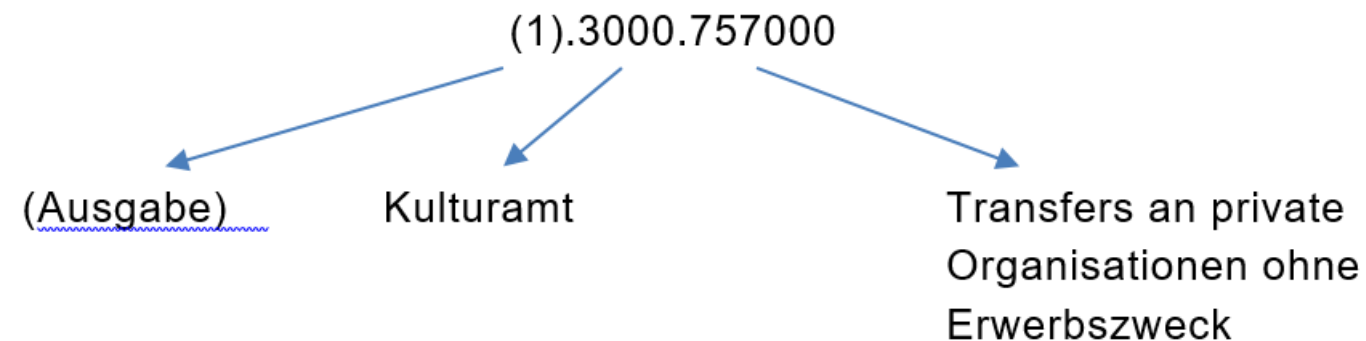 (1).3000.757000
(Ausgabe) Kulturamt Transfers an private
Organisationen ohne
Erwerbszweck